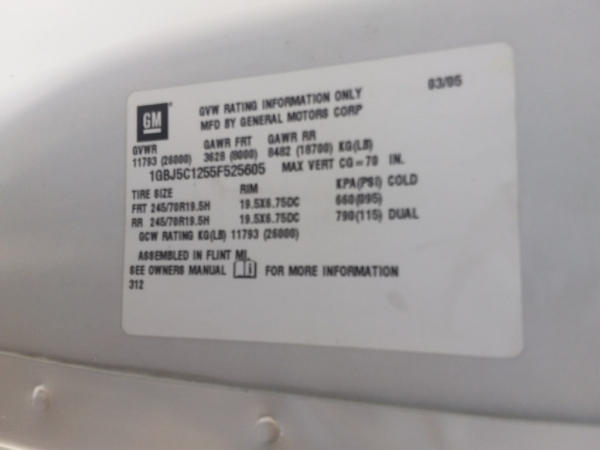 GVW RATING INFORMATION ONLY 03/05
GM MFD BY GENERAL MOTORS CORP
GVWR GAWR FRT GAWR RR
11793 (26000) 3628 (8000) 8482 (18700) KG(LB)
1GBJ5C1255F525605 MAX VERT CG=70 IN.
TIRE SIZE RIM KPA(PSI) COLD
FRT 245/70R19.5H 19.5X6.75DC 660(095)
RR 245/70R19.5H 19.5X6.75DC 790(115) DUAL
GCW RATING KG(LB) 11793 (26000)
ASSEMBLED IN FLINT MI.
SEE OWNERS MANUAL FOR MORE INFORMATION
312